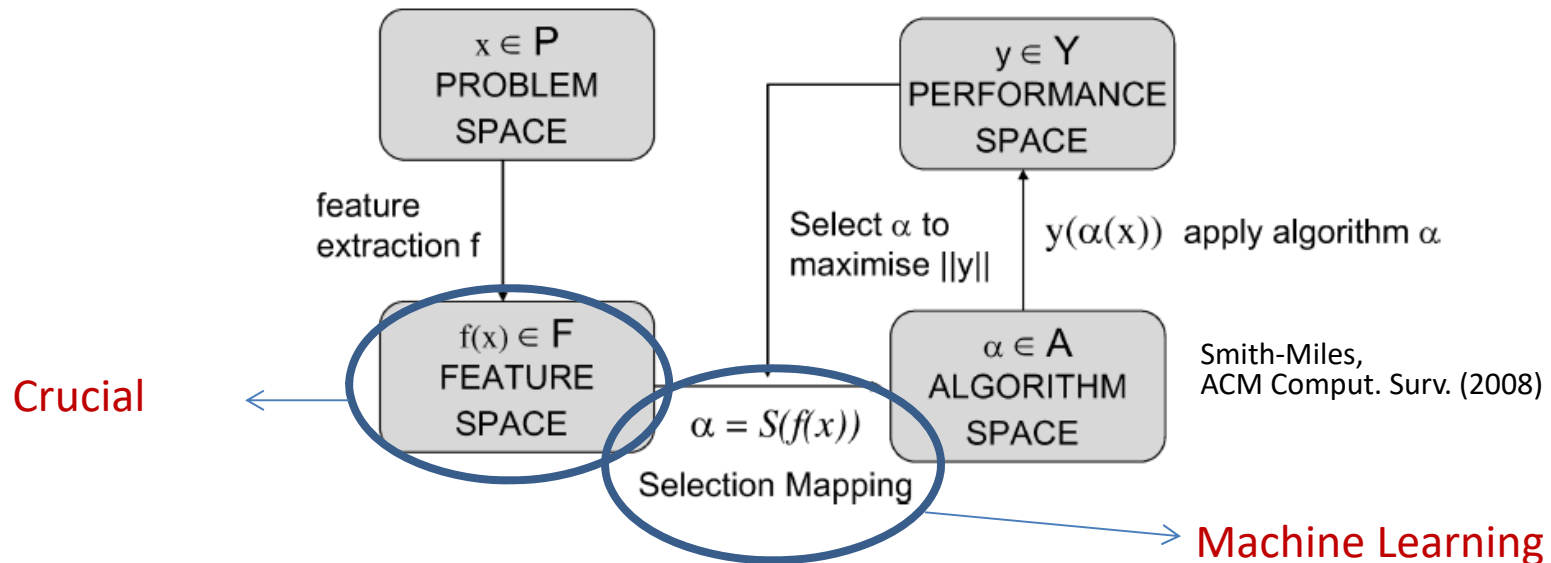 x ∈ P
PROBLEM
SPACE
y ∈ Y
PERFORMANCE
SPACE
feature
extraction f
Select α to
maximise ||y||
y(α(x)) apply algorithm α
f(x) ∈ F
FEATURE
SPACE
α = S(f(x))
Selection Mapping
α ∈ A
ALGORITHM
SPACE
Smith-Miles,
ACM Comput. Surv. (2008)
Crucial
Machine Learning